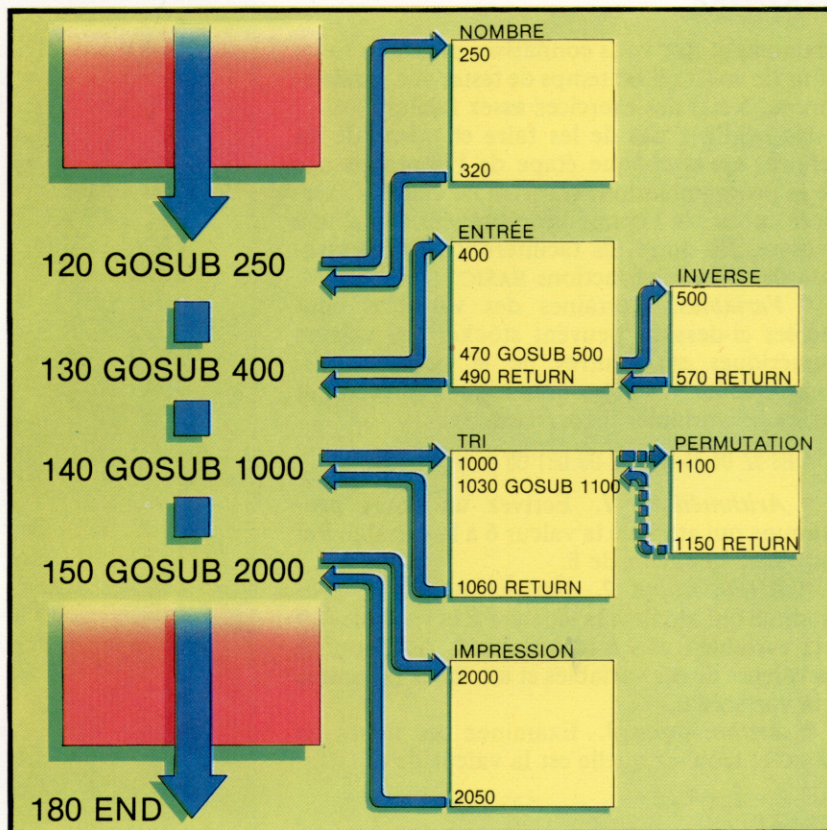 NOMBRE
250
320
120 GOSUB 250
ENTRÉE
400
470 GOSUB 500
490 RETURN
INVERSE
500
570 RETURN
130 GOSUB 400
TRI
1000
1030 GOSUB 1100
1060 RETURN
PERMUTATION
1100
1150 RETURN
140 GOSUB 1000
150 GOSUB 2000
IMPRESSION
2000
2050
180 END